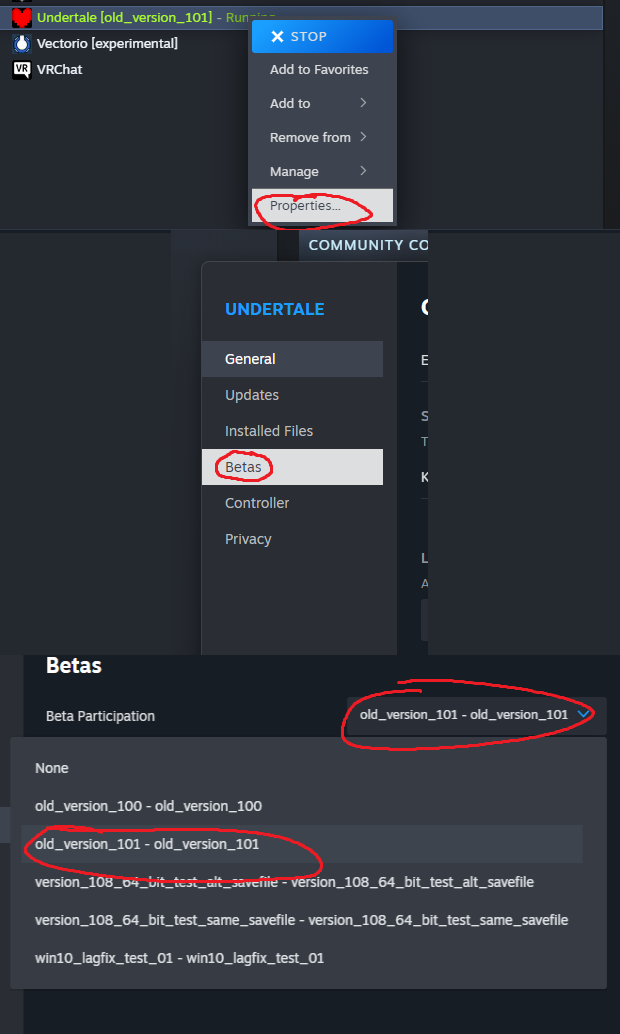 Undertale [old_version_101] - Running
STOP
Vectorio [experimental]
VR VRChat
Add to Favorites
Add to
Remove from
Manage
Properties...
COMMUNITY CO
UNDERTALE
General
Updates
Installed Files
Betas
Controller
Privacy
E
S
T
K
L
A
Betas
Beta Participation
old_version_101 - old_version_101
None
old_version_100 - old_version_100
old_version_101 - old_version_101
version_108_64_bit_test_alt_savefile - version_108_64_bit_test_alt_savefile
version_108_64_bit_test_same_savefile - version_108_64_bit_test_same_savefile
win10_lagfix_test_01 - win10_lagfix_test_01